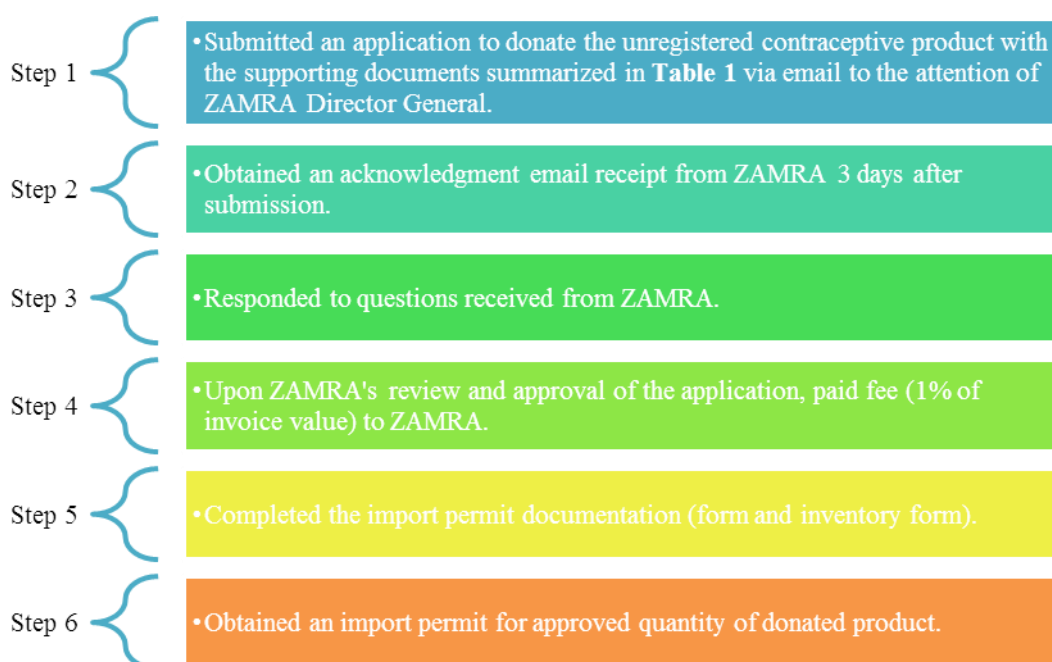 Step 1
•Submitted an application to donate the unregistered contraceptive product with
the supporting documents summarized in Table 1 via email to the attention of
ZAMRA Director General.
Step 2
•Obtained an acknowledgment email receipt from ZAMRA 3 days after
submission.
Step 3
•Responded to questions received from ZAMRA.
Step 4
•Upon ZAMRA's review and approval of the application, paid fee (1% of
invoice value) to ZAMRA.
Step 5
•Completed the import permit documentation (form and inventory form).
Step 6
•Obtained an import permit for approved quantity of donated product.